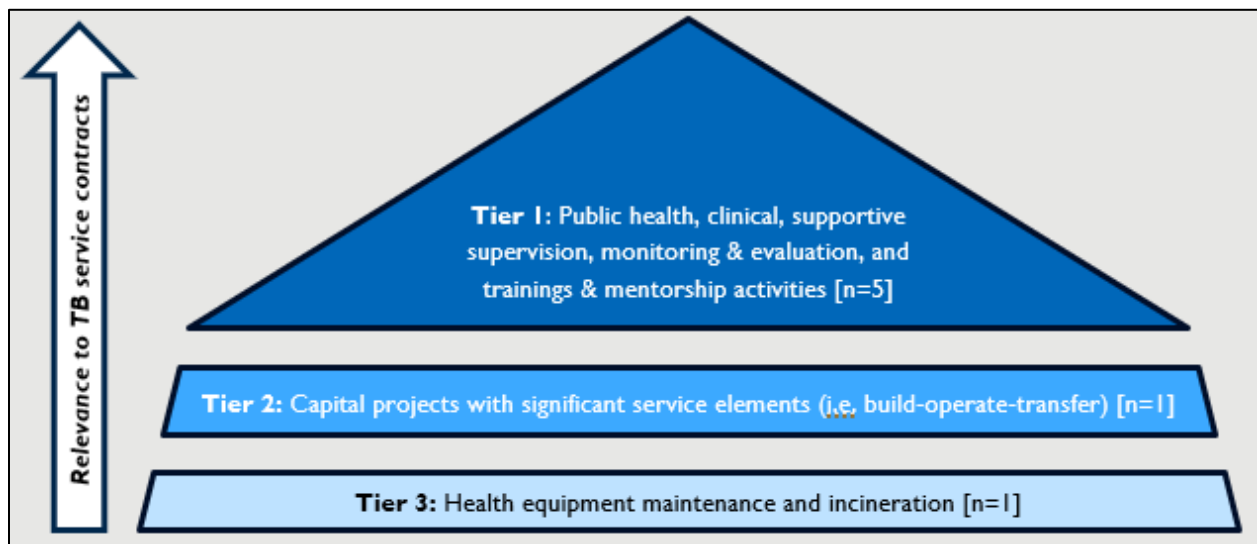 Relevance to TB service contracts
Tier 1: Public health, clinical, supportive
supervision, monitoring & evaluation, and
trainings & mentorship activities [n=5]
Tier 2: Capital projects with significant service elements (i.e. build-operate-transfer) [n=1]
Tier 3: Health equipment maintenance and incineration [n=1]